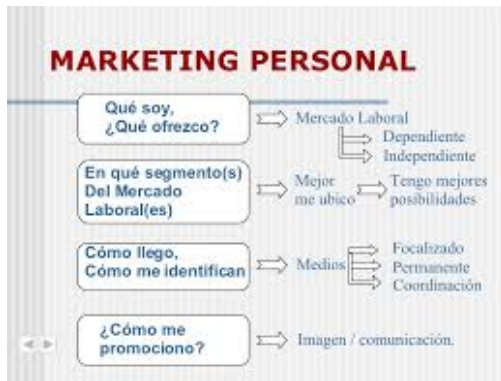 MARKETING PERSONAL
Qué soy,
¿Qué ofrezco?
Mercado Laboral
Dependiente
Independiente
En qué segmento(s)
Del Mercado
Laboral(es)
Mejor
me ubico
Tengo mejores
posibilidades
Cómo llego,
Cómo me identifican
Medios
Focalizado
Permanente
Coordinación
¿Cómo me
promociono?
Imagen / comunicación.